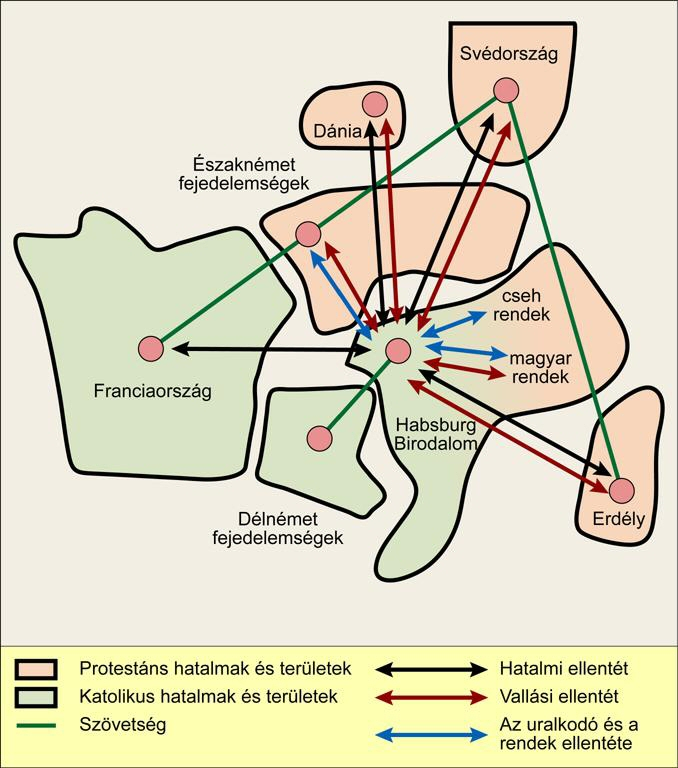 Svédország
Dánia
Északnémet
fejedelemségek
cseh
rendek
magyar
rendek
Franciaország
Habsburg
Birodalom
Délnémet
fejedelemségek
Erdély
Protestáns hatalmak és területek
Katolikus hatalmak és területek
Szövetség
Hatalmi ellentét
Vallási ellentét
Az uralkodó és a
rendek ellentéte